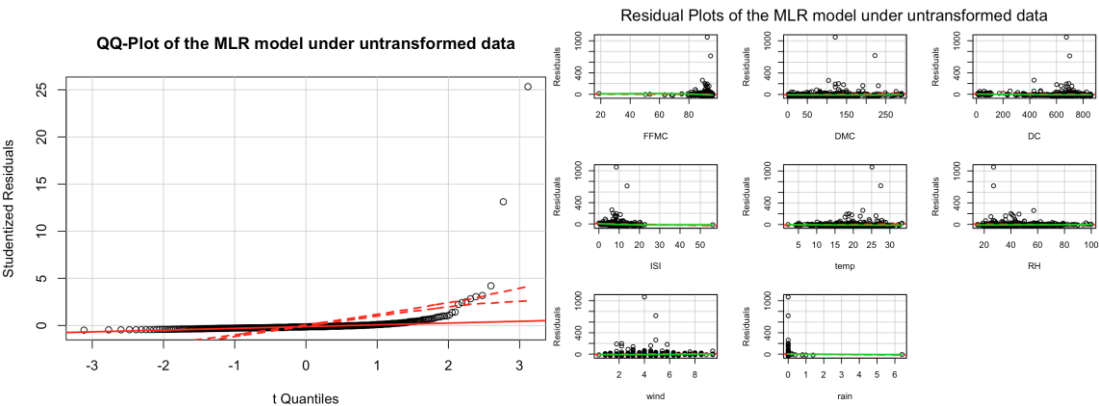 QQ-Plot of the MLR model under untransformed data
Studentized Residuals
25
20
15
10
5
0
-3 -2 -1 0 1 2 3
t Quantiles
Residual Plots of the MLR model under untransformed data
Residuals
0 400 1000
20 40 60 80
FFMC
Residuals
0 400 1000
0 50 150 250
DMC
Residuals
0 400 1000
0 200 400 600 800
DC
Residuals
0 400 1000
0 10 20 30 40 50
ISI
Residuals
0 400 1000
5 10 15 20 25 30
temp
Residuals
0 400 1000
20 40 60 80 100
RH
Residuals
0 400 1000
2 4 6 8
wind
Residuals
0 400 1000
0 1 2 3 4 5 6
rain